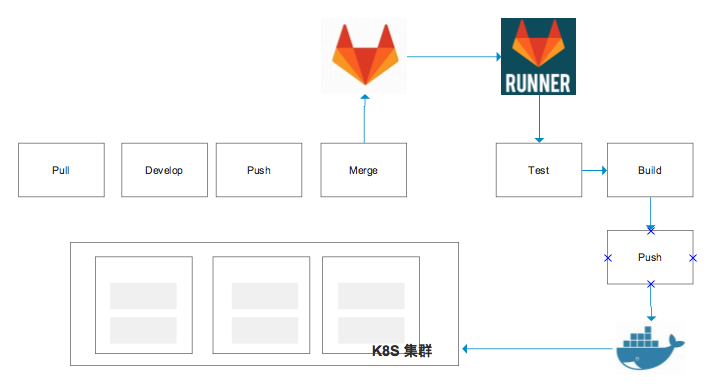 RUNNER
Pull
Develop
Push
Merge
Test
Build
Push
K8S 集群